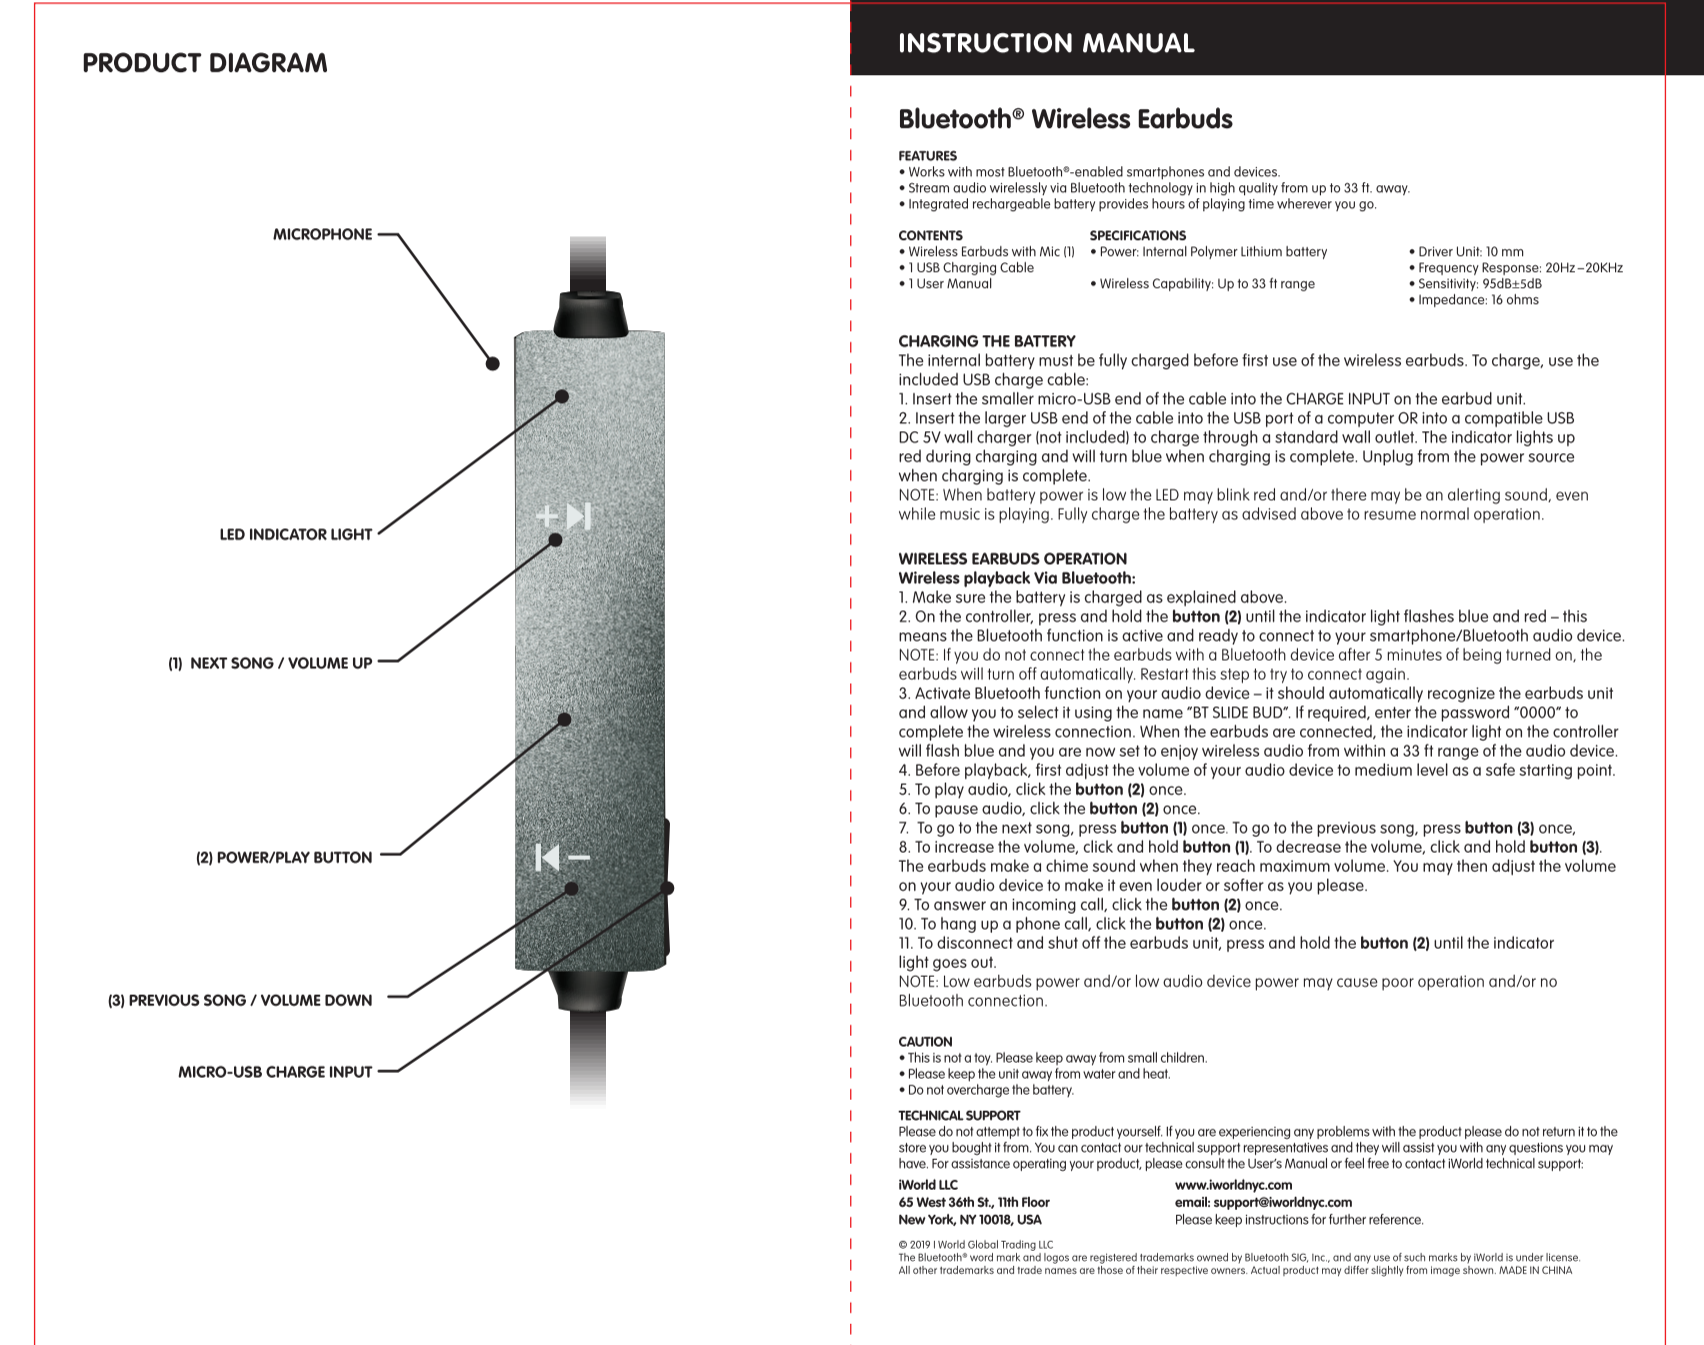 PRODUCT DIAGRAM
MICROPHONE
LED INDICATOR LIGHT
(1) NEXT SONG / VOLUME UP
(2) POWER/PLAY BUTTON
(3) PREVIOUS SONG / VOLUME DOWN
MICRO-USB CHARGE INPUT
INSTRUCTION MANUAL
Bluetooth® Wireless Earbuds
FEATURES
• Works with most Bluetooth®-enabled smartphones and devices.
• Stream audio wirelessly via Bluetooth technology in high quality from up to 33 ft. away.
• Integrated rechargeable battery provides hours of playing time wherever you go.
CONTENTS
• Wireless Earbuds with Mic (1)
• 1 USB Charging Cable
• 1 User Manual
SPECIFICATIONS
• Power: Internal Polymer Lithium battery
• Wireless Capability: Up to 33 ft range
• Driver Unit: 10 mm
• Frequency Response: 20Hz–20KHz
• Sensitivity: 95dB±5dB
• Impedance: 16 ohms
CHARGING THE BATTERY
The internal battery must be fully charged before first use of the wireless earbuds. To charge, use the
included USB charge cable:
1. Insert the smaller micro-USB end of the cable into the CHARGE INPUT on the earbud unit.
2. Insert the larger USB end of the cable into the USB port of a computer OR into a compatible USB
DC 5V wall charger (not included) to charge through a standard wall outlet. The indicator lights up
red during charging and will turn blue when charging is complete. Unplug from the power source
when charging is complete.
NOTE: When battery power is low the LED may blink red and/or there may be an alerting sound, even
while music is playing. Fully charge the battery as advised above to resume normal operation.
WIRELESS EARBUDS OPERATION
Wireless playback Via Bluetooth:
1. Make sure the battery is charged as explained above.
2. On the controller, press and hold the button (2) until the indicator light flashes blue and red – this
means the Bluetooth function is active and ready to connect to your smartphone/Bluetooth audio device.
NOTE: If you do not connect the earbuds with a Bluetooth device after 5 minutes of being turned on, the
earbuds will turn off automatically. Restart this step to try to connect again.
3. Activate Bluetooth function on your audio device – it should automatically recognize the earbuds unit
and allow you to select it using the name "BT SLIDE BUD". If required, enter the password "0000" to
complete the wireless connection. When the earbuds are connected, the indicator light on the controller
will flash blue and you are now set to enjoy wireless audio from within a 33 ft range of the audio device.
4. Before playback, first adjust the volume of your audio device to medium level as a safe starting point.
5. To play audio, click the button (2) once.
6. To pause audio, click the button (2) once.
7. To go to the next song, press button (1) once. To go to the previous song, press button (3) once,
8. To increase the volume, click and hold button (1). To decrease the volume, click and hold button (3).
The earbuds make a chime sound when they reach maximum volume. You may then adjust the volume
on your audio device to make it even louder or softer as you please.
9. To answer an incoming call, click the button (2) once.
10. To hang up a phone call, click the button (2) once.
11. To disconnect and shut off the earbuds unit, press and hold the button (2) until the indicator
light goes out.
NOTE: Low earbuds power and/or low audio device power may cause poor operation and/or no
Bluetooth connection.
CAUTION
• This is not a toy. Please keep away from small children.
• Please keep the unit away from water and heat.
• Do not overcharge the battery.
TECHNICAL SUPPORT
Please do not attempt to fix the product yourself. If you are experiencing any problems with the product please do not return it to the
store you bought it from. You can contact our technical support representatives and they will assist you with any questions you may
have. For assistance operating your product, please consult the User's Manual or feel free to contact iWorld technical support:
iWorld LLC
65 West 36th St., 11th Floor
New York, NY 10018, USA
www.iworldnyc.com
email: support@iworldnyc.com
Please keep instructions for further reference.
© 2019 I World Global Trading LLC
The Bluetooth® word mark and logos are registered trademarks owned by Bluetooth SIG, Inc., and any use of such marks by iWorld is under license.
All other trademarks and trade names are those of their respective owners. Actual product may differ slightly from image shown. MADE IN CHINA